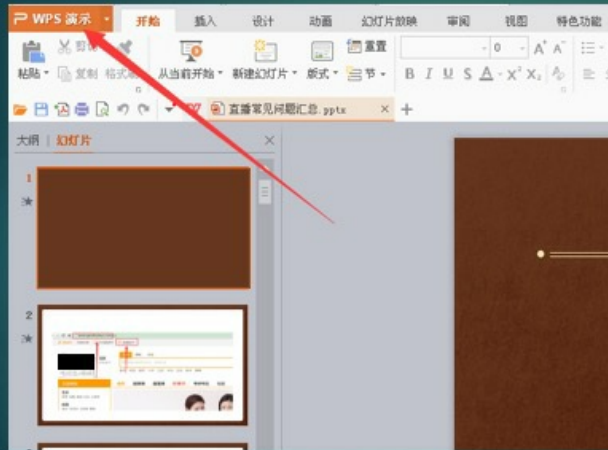 WPS 演示 开始 插入 设计 动画 幻灯片放映 审阅 视图 特色功能
重置 0 A A
粘贴 复制 格式刷 从当前开始 新建幻灯片 版式 节 B I U S A X² X₂
直播常见问题汇总.pptx × +
大纲 幻灯片 ×
1
2